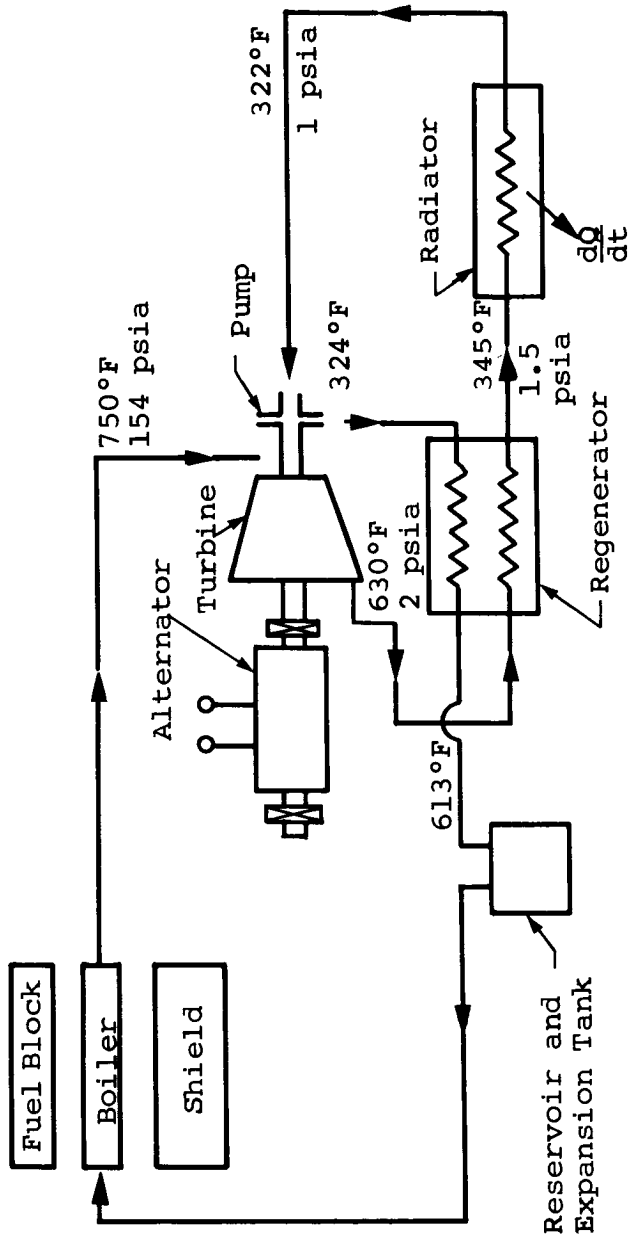 Fuel Block
Boiler
Shield
750°F
154 psia
Pump
322°F
1 psia
Alternator
Turbine
324°F
Radiator
630°F
2 psia
345°F
1.5
psia
dQ
dt
613°F
Regenerator
Reservoir and
Expansion Tank